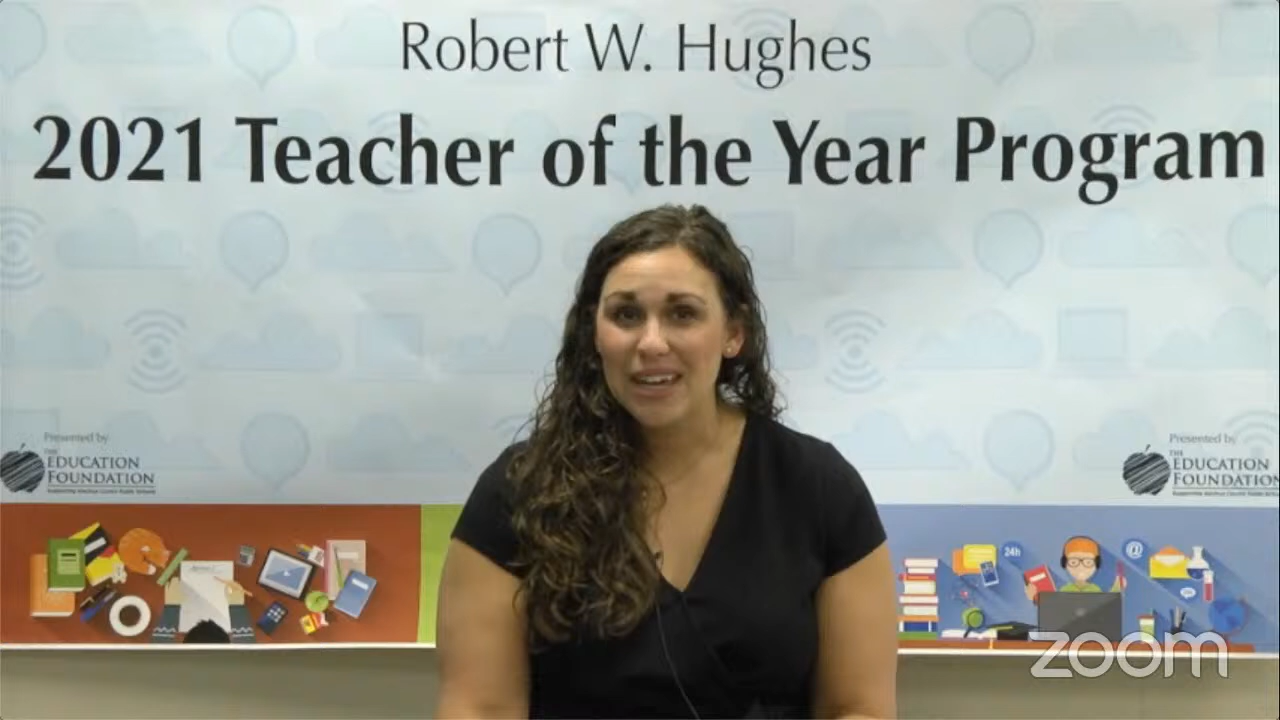 Robert W. Hughes
2021 Teacher of the Year Program
Presented by
THE
EDUCATION
FOUNDATION
Presented by
THE
EDUCATION
FOUNDATION
24h
@
zoom